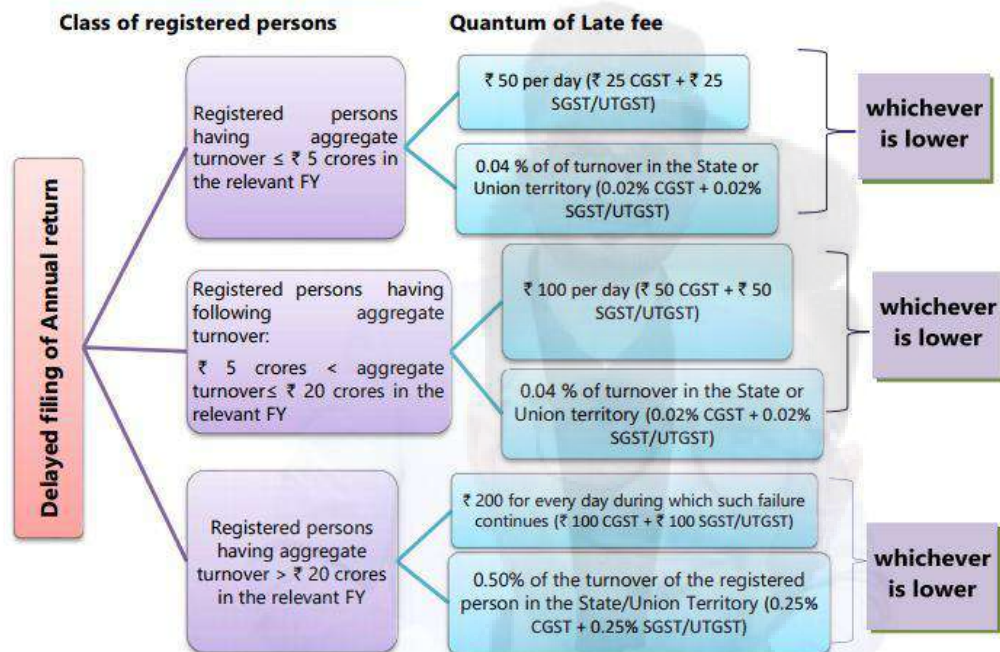 Class of registered persons
Quantum of Late fee
Delayed filing of Annual return
Registered persons
having aggregate
turnover ≤ ₹ 5 crores in
the relevant FY
₹ 50 per day (₹ 25 CGST + ₹ 25
SGST/UTGST)
0.04 % of of turnover in the State or
Union territory (0.02% CGST + 0.02%
SGST/UTGST)
whichever
is lower
Registered persons having
following aggregate
turnover:
₹ 5 crores < aggregate
turnover≤ ₹ 20 crores in the
relevant FY
₹ 100 per day (₹ 50 CGST + ₹ 50
SGST/UTGST)
0.04 % of turnover in the State or
Union territory (0.02% CGST + 0.02%
SGST/UTGST)
whichever
is lower
Registered persons
having aggregate
turnover > ₹ 20 crores
in the relevant FY
₹ 200 for every day during which such failure
continues (₹ 100 CGST + ₹ 100 SGST/UTGST)
0.50% of the turnover of the registered
person in the State/Union Territory (0.25%
CGST + 0.25% SGST/UTGST)
whichever
is lower